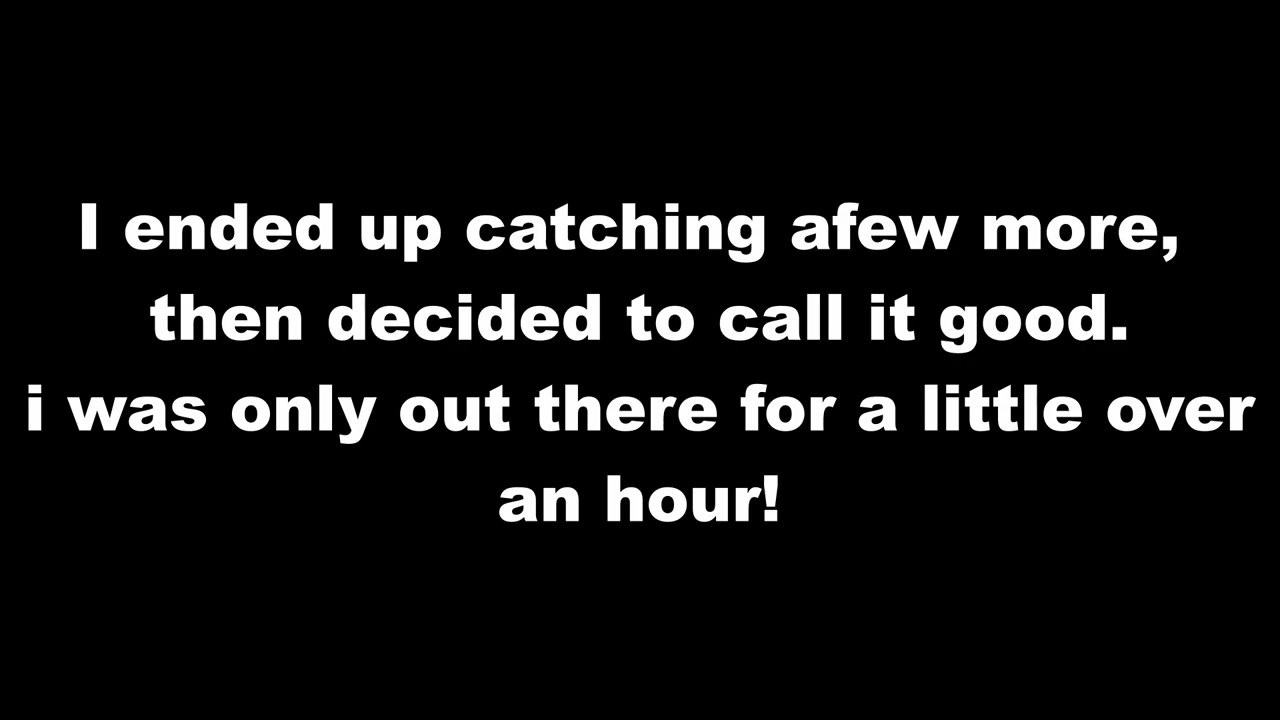 I ended up catching afew more,
then decided to call it good.
i was only out there for a little over
an hour!